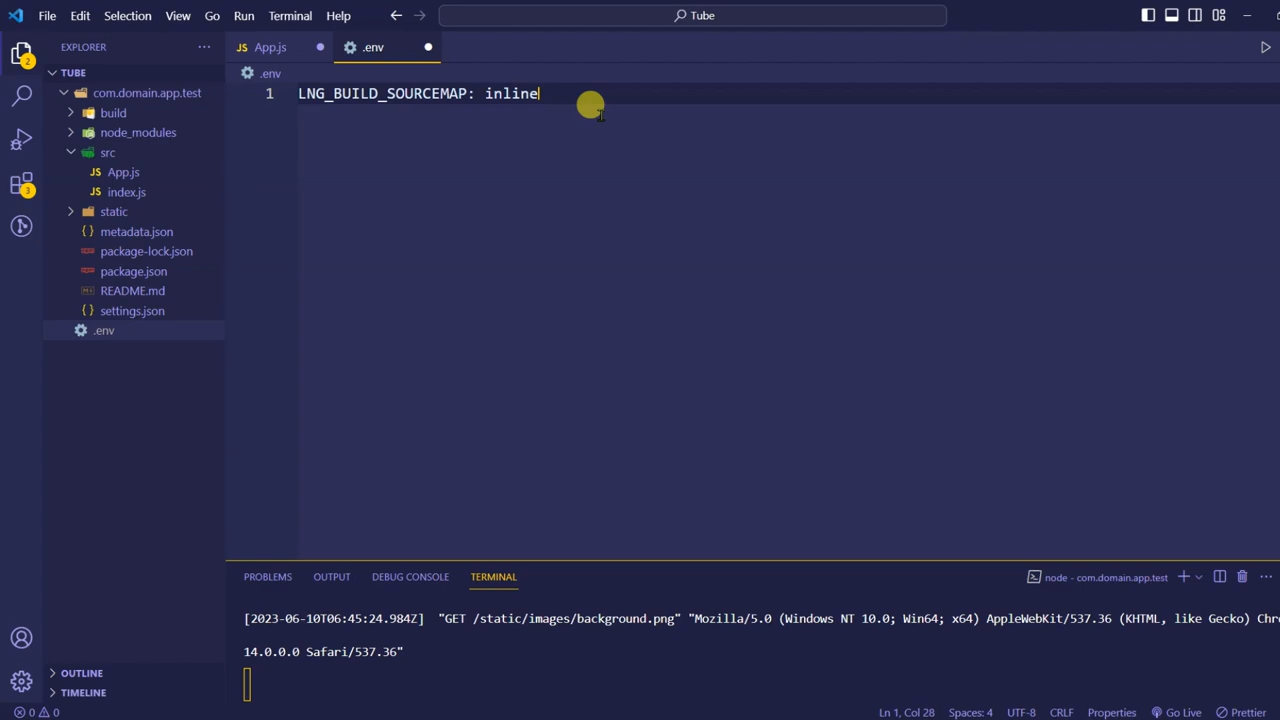 File Edit Selection View Go Run Terminal Help
Tube
2
3
EXPLORER
TUBE
com.domain.app.test
build
node_modules
src
App.js
index.js
static
metadata.json
package-lock.json
package.json
README.md
settings.json
.env
OUTLINE
TIMELINE
JS App.js
.env
.env
1 LNG_BUILD_SOURCEMAP: inline
PROBLEMS OUTPUT DEBUG CONSOLE TERMINAL
node - com.domain.app.test
[2023-06-10T06:45:24.984Z] "GET /static/images/background.png" "Mozilla/5.0 (Windows NT 10.0; Win64; x64) AppleWebKit/537.36 (KHTML, like Gecko) Chro
14.0.0.0 Safari/537.36"
0 0 Ln 1, Col 28 Spaces: 4 UTF-8 CRLF Properties Go Live Prettier